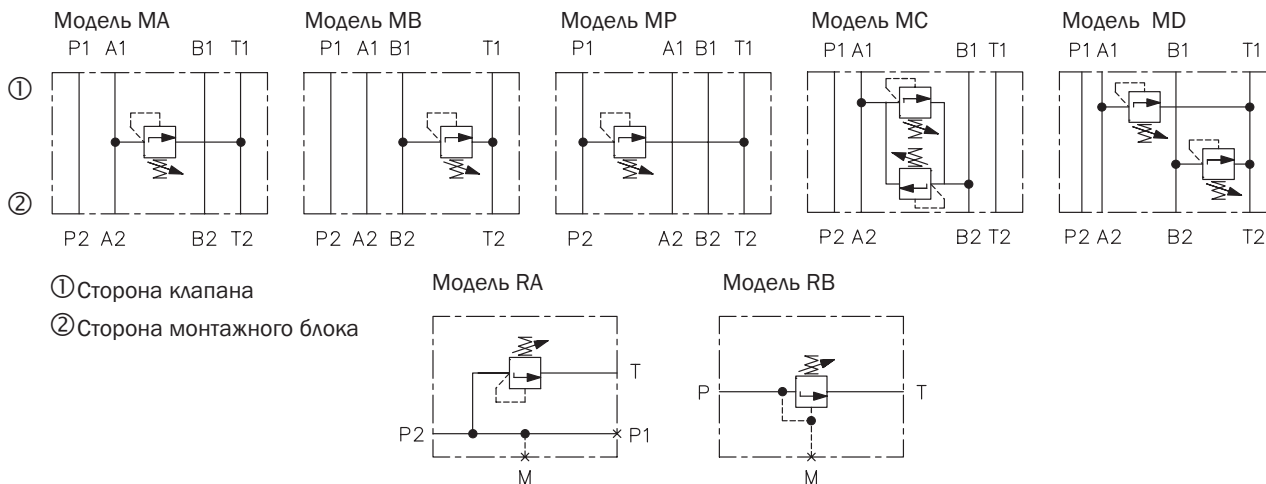 Модель MA Модель MB Модель MP Модель MC Модель MD
P1 A1 B1 T1 P1 A1 B1 T1 P1 A1 B1 T1 P1 A1 B1 T1 P1 A1 B1 T1
①
②
P2 A2 B2 T2 P2 A2 B2 T2 P2 A2 B2 T2 P2 A2 B2 T2 P2 A2 B2 T2
①Сторона клапана
②Сторона монтажного блока
Модель RA Модель RB
T
P2 P1
M
P T
M